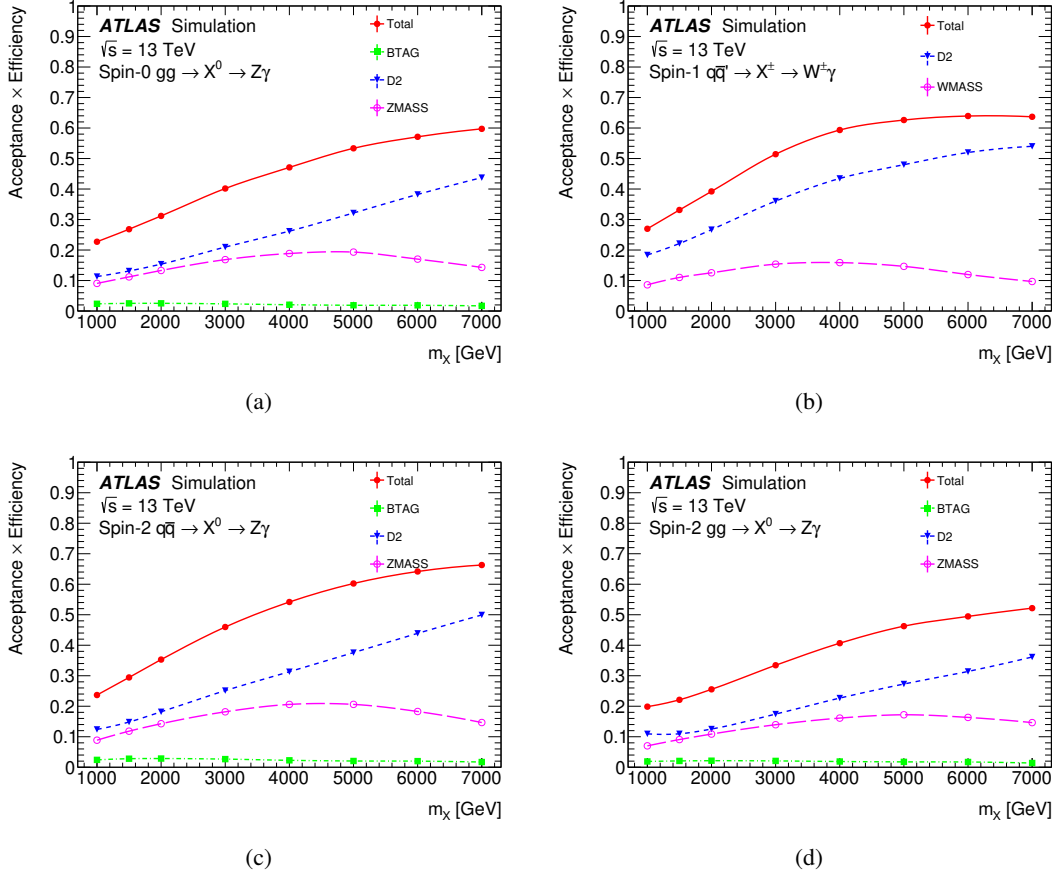 ATLAS Simulation
√s = 13 TeV
Spin-0 gg → X⁰ → Zγ
Total
BTAG
D2
ZMASS
Acceptance × Efficiency
1
0.9
0.8
0.7
0.6
0.5
0.4
0.3
0.2
0.1
0
1000 2000 3000 4000 5000 6000 7000
m_X [GeV]
(a)
ATLAS Simulation
√s = 13 TeV
Spin-1 qq̅' → X± → W±γ
Total
D2
WMASS
Acceptance × Efficiency
1
0.9
0.8
0.7
0.6
0.5
0.4
0.3
0.2
0.1
0
1000 2000 3000 4000 5000 6000 7000
m_X [GeV]
(b)
ATLAS Simulation
√s = 13 TeV
Spin-2 qq̅ → X⁰ → Zγ
Total
BTAG
D2
ZMASS
Acceptance × Efficiency
1
0.9
0.8
0.7
0.6
0.5
0.4
0.3
0.2
0.1
0
1000 2000 3000 4000 5000 6000 7000
m_X [GeV]
(c)
ATLAS Simulation
√s = 13 TeV
Spin-2 gg → X⁰ → Zγ
Total
BTAG
D2
ZMASS
Acceptance × Efficiency
1
0.9
0.8
0.7
0.6
0.5
0.4
0.3
0.2
0.1
0
1000 2000 3000 4000 5000 6000 7000
m_X [GeV]
(d)